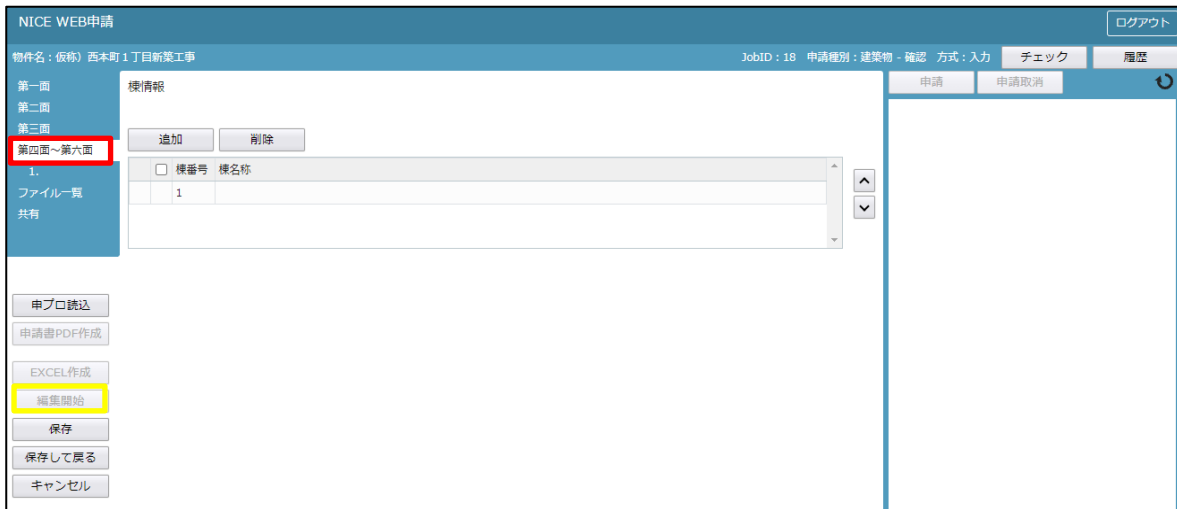 NICE WEB申請
ログアウト
物件名：仮称）西本町１丁目新築工事
JobID：18 申請種別：建築物 - 確認 方式：入力
チェック
履歴
第一面
第二面
第三面
第四面～第六面
1.
ファイル一覧
共有
棟情報
追加
削除
棟番号 棟名称
1
申請
申請取消
申プロ読込
申請書PDF作成
EXCEL作成
編集開始
保存
保存して戻る
キャンセル